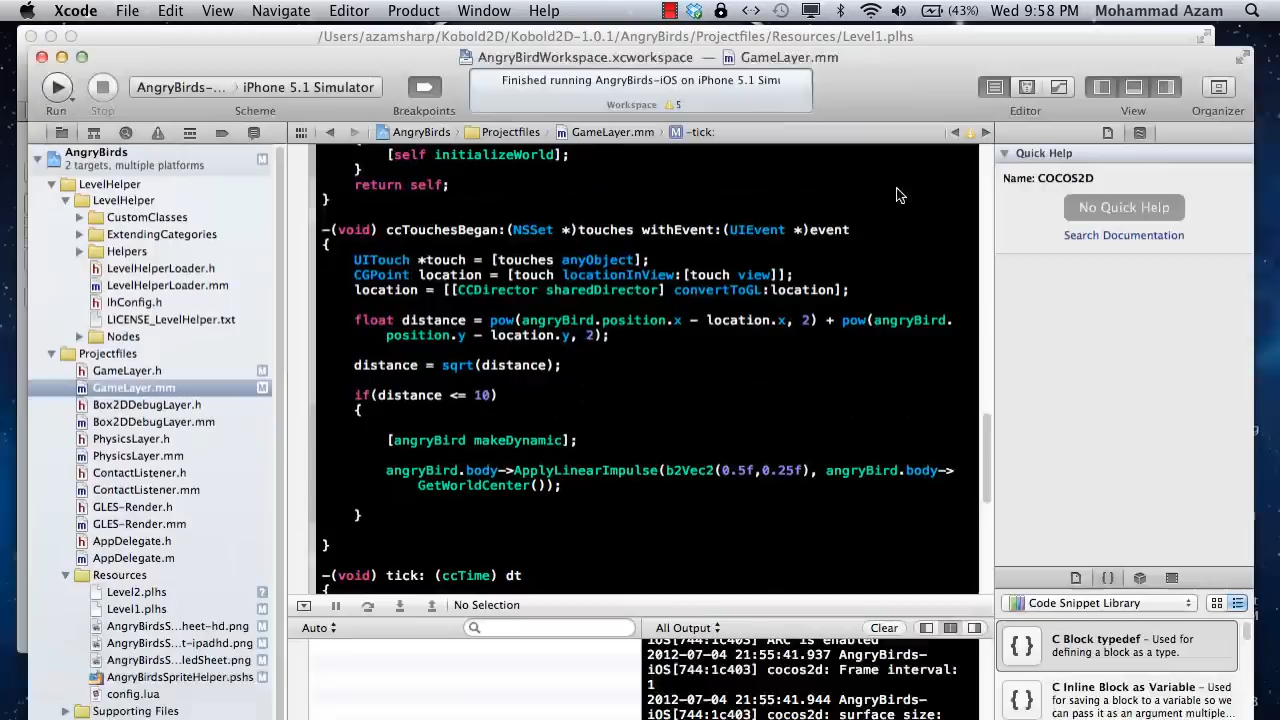 Xcode File Edit View Navigate Editor Product Window Help (43%) Wed 9:58 PM Mohammad Azam
/Users/azamsharp/Kobold2D/Kobold2D-1.0.1/AngryBirds/Projectfiles/Resources/Level1.plhs
AngryBirdWorkspace.xcworkspace — GameLayer.mm
AngryBirds-... iPhone 5.1 Simulator
Finished running AngryBirds-iOS on iPhone 5.1 Simu
Workspace 5
Run Stop Scheme Breakpoints Editor View Organizer
AngryBirds Projectfiles GameLayer.mm M -tick:
AngryBirds M
2 targets, multiple platforms
LevelHelper
LevelHelper
CustomClasses
ExtendingCategories
Helpers
h LevelHelperLoader.h
m LevelHelperLoader.mm
h lhConfig.h
LICENSE_LevelHelper.txt
Nodes
Projectfiles
h GameLayer.h M
m GameLayer.mm M
h Box2DDebugLayer.h
m Box2DDebugLayer.mm
h PhysicsLayer.h
m PhysicsLayer.mm
h ContactListener.h
m ContactListener.mm
h GLES-Render.h
m GLES-Render.mm
h AppDelegate.h
m AppDelegate.m
Resources
Level2.plhs ?
Level1.plhs M
AngryBirdsS...heet-hd.png M
AngryBirdsS...t-ipadhd.png M
AngryBirdsS...ledSheet.png M
AngryBirdsSpriteHelper.pshs M
config.lua
Supporting Files
{
[self initializeWorld];
}
return self;
}
-(void) ccTouchesBegan:(NSSet *)touches withEvent:(UIEvent *)event
{
UITouch *touch = [touches anyObject];
CGPoint location = [touch locationInView:[touch view]];
location = [[CCDirector sharedDirector] convertToGL:location];
float distance = pow(angryBird.position.x - location.x, 2) + pow(angryBird.
position.y - location.y, 2);
distance = sqrt(distance);
if(distance <= 10)
{
[angryBird makeDynamic];
angryBird.body->ApplyLinearImpulse(b2Vec2(0.5f,0.25f), angryBird.body->
GetWorldCenter());
}
}
-(void) tick: (ccTime) dt
{
No Selection
Auto
All Output Clear
iOS[744:1c403] ARC is enabled
2012-07-04 21:55:41.937 AngryBirds-
iOS[744:1c403] cocos2d: Frame interval:
1
2012-07-04 21:55:41.944 AngryBirds-
iOS[744:1c403] cocos2d: surface size:
Quick Help
Name: COCOS2D
No Quick Help
Search Documentation
{} Code Snippet Library
{ } C Block typedef - Used for
defining a block as a type.
{ } C Inline Block as Variable - Used
for saving a block to a variable so we
can pass it as an argument multiple...